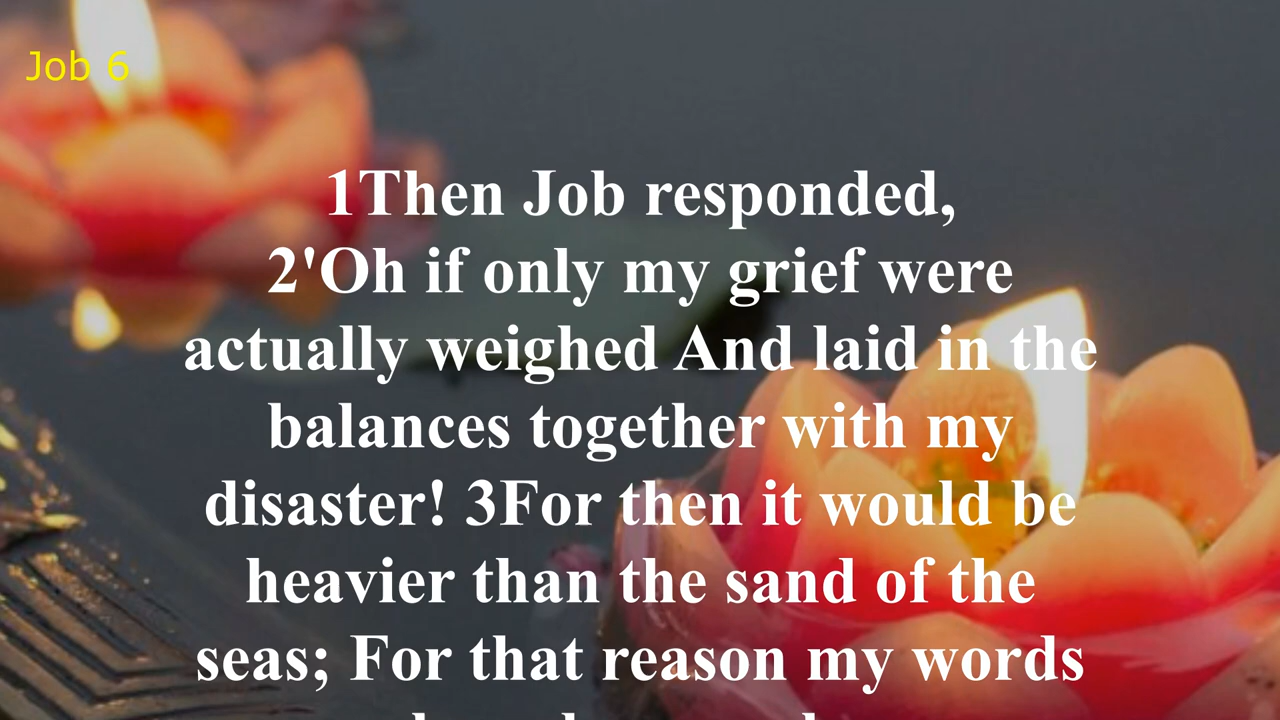 Job 6
1Then Job responded,
2'Oh if only my grief were
actually weighed And laid in the
balances together with my
disaster! 3For then it would be
heavier than the sand of the
seas; For that reason my words